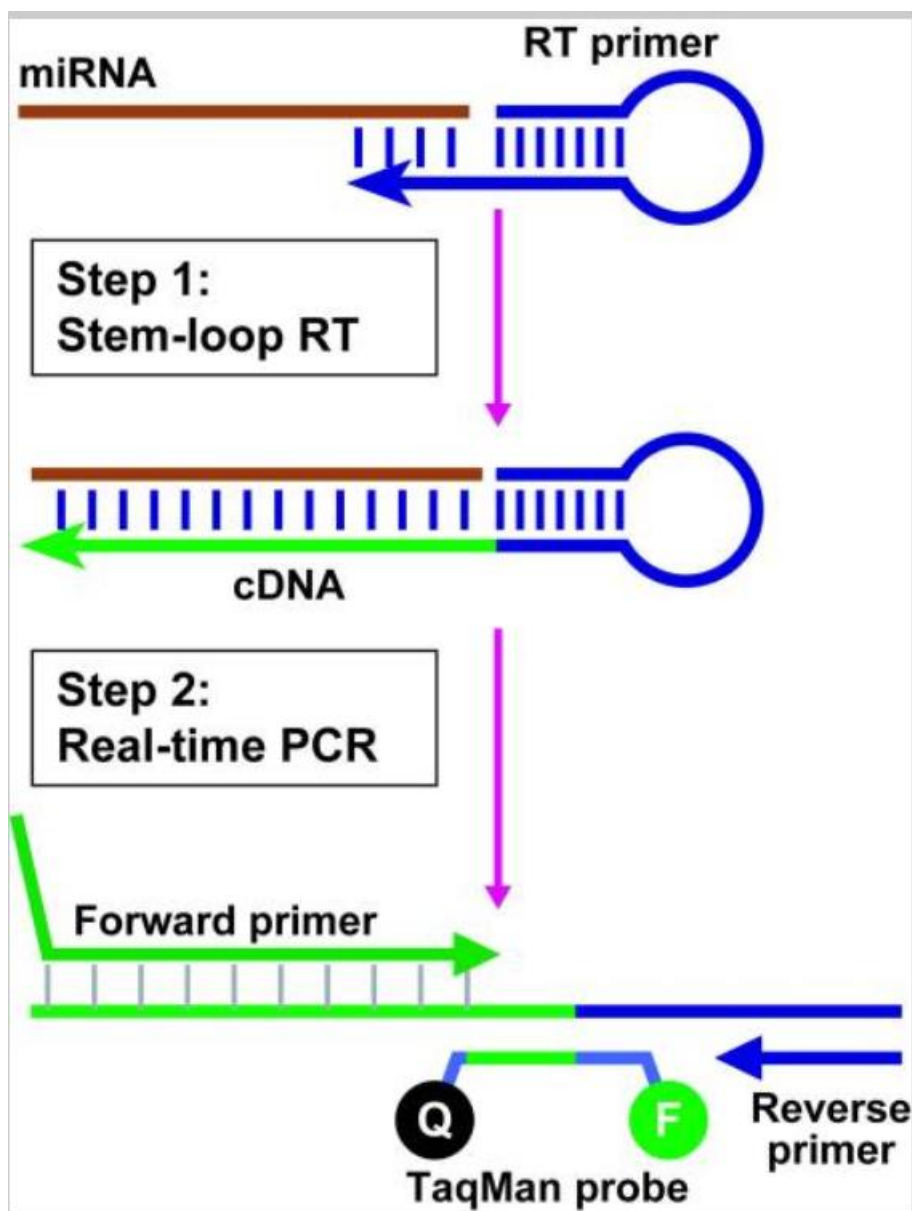 miRNA
RT primer
Step 1:
Stem-loop RT
cDNA
Step 2:
Real-time PCR
Forward primer
Q
F
Reverse
primer
TaqMan probe